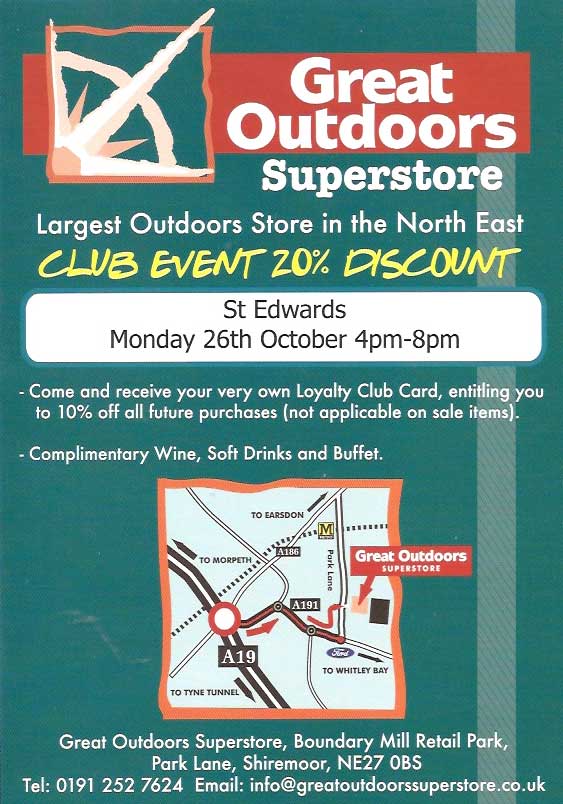 Great
Outdoors
Superstore
Largest Outdoors Store in the North East
CLUB EVENT 20% DISCOUNT
St Edwards
Monday 26th October 4pm-8pm
- Come and receive your very own Loyalty Club Card, entitling you
to 10% off all future purchases (not applicable on sale items).
- Complimentary Wine, Soft Drinks and Buffet.
TO EARSDON
M
A186
TO MORPETH
Park Lane
Great Outdoors
SUPERSTORE
A191
A19
Ford
TO WHITLEY BAY
TO TYNE TUNNEL
Great Outdoors Superstore, Boundary Mill Retail Park,
Park Lane, Shiremoor, NE27 0BS
Tel: 0191 252 7624 Email: info@greatoutdoorssuperstore.co.uk